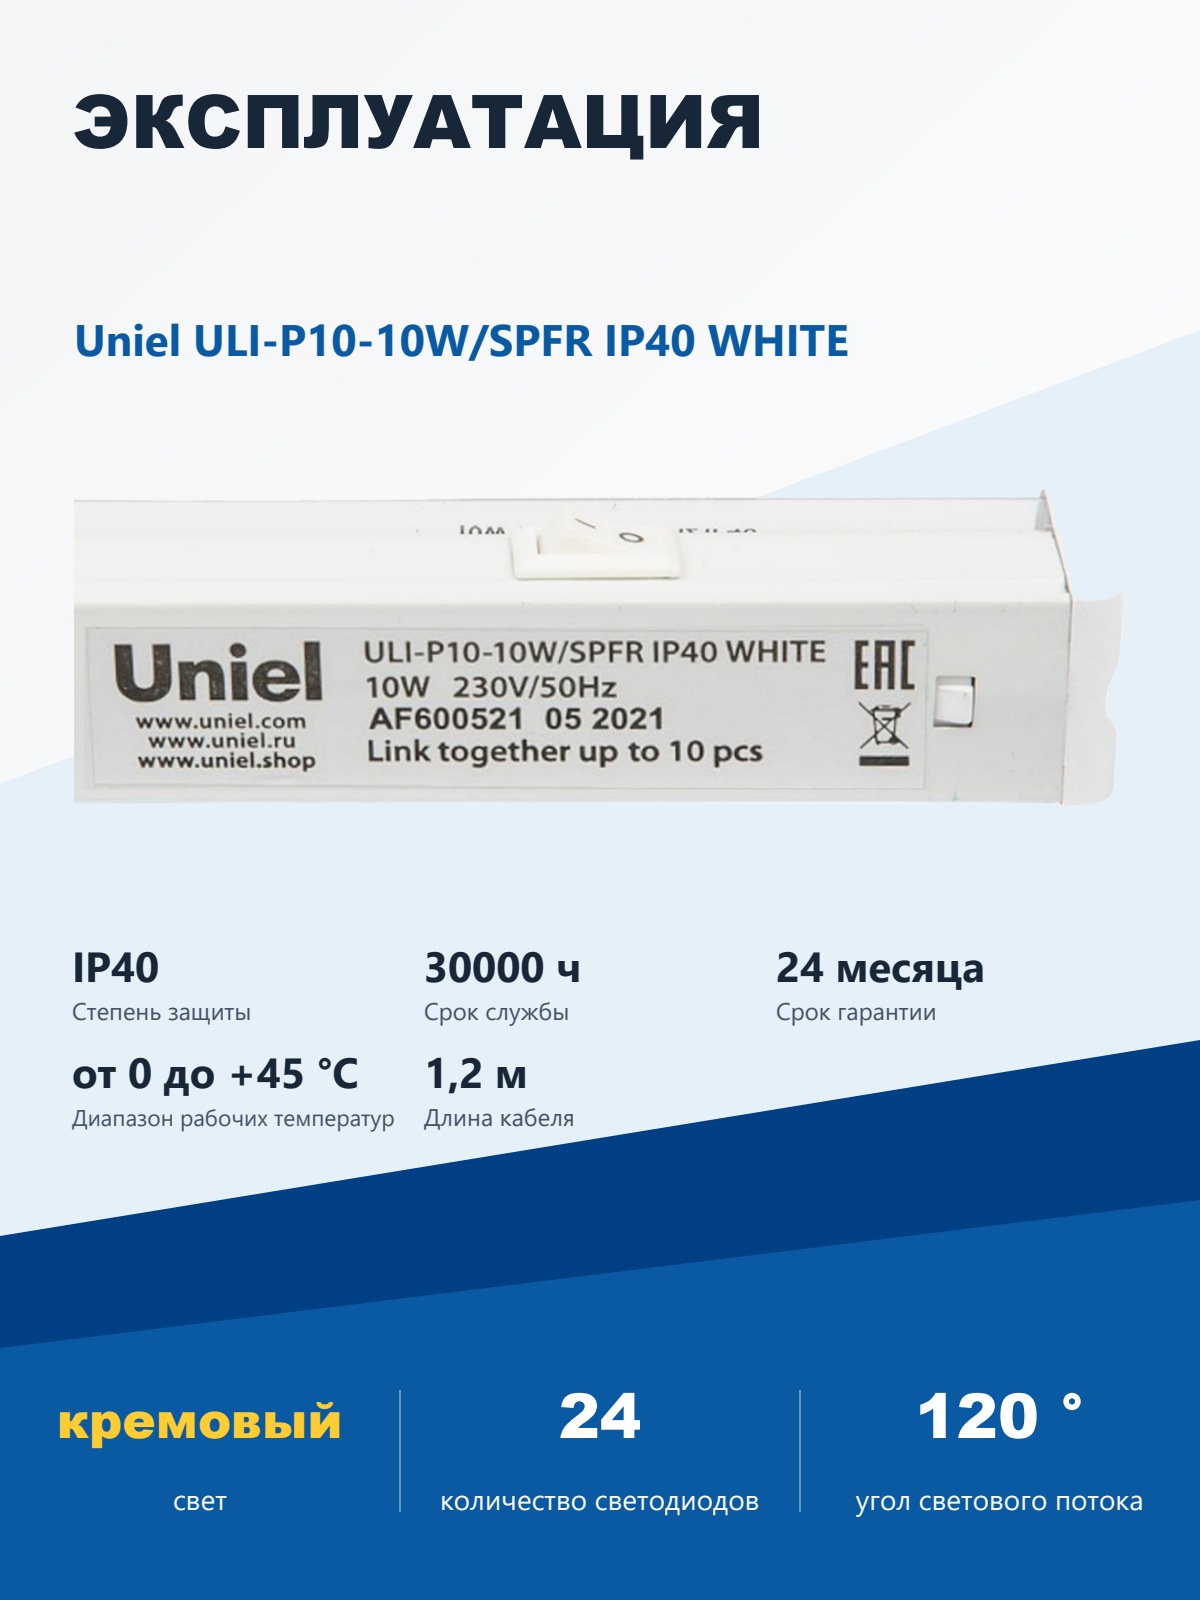 ЭКСПЛУАТАЦИЯ
Uniel ULI-P10-10W/SPFR IP40 WHITE
Uniel
www.uniel.com
www.uniel.ru
www.uniel.shop
ULI-P10-10W/SPFR IP40 WHITE
10W 230V/50Hz
AF600521 05 2021
Link together up to 10 pcs
EAC
IP40
Степень защиты
30000 ч
Срок службы
24 месяца
Срок гарантии
от 0 до +45 °C
Диапазон рабочих температур
1,2 м
Длина кабеля
кремовый
свет
24
количество светодиодов
120 °
угол светового потока